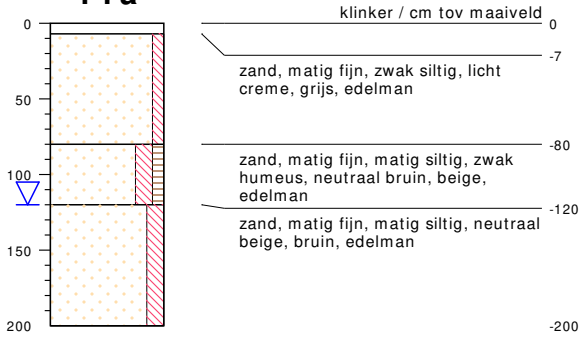 klinker / cm tov maaiveld
0
0
-7
zand, matig fijn, zwak siltig, licht
creme, grijs, edelman
50
-80
zand, matig fijn, matig siltig, zwak
humeus, neutraal bruin, beige,
edelman
100
-120
zand, matig fijn, matig siltig, neutraal
beige, bruin, edelman
150
200
-200